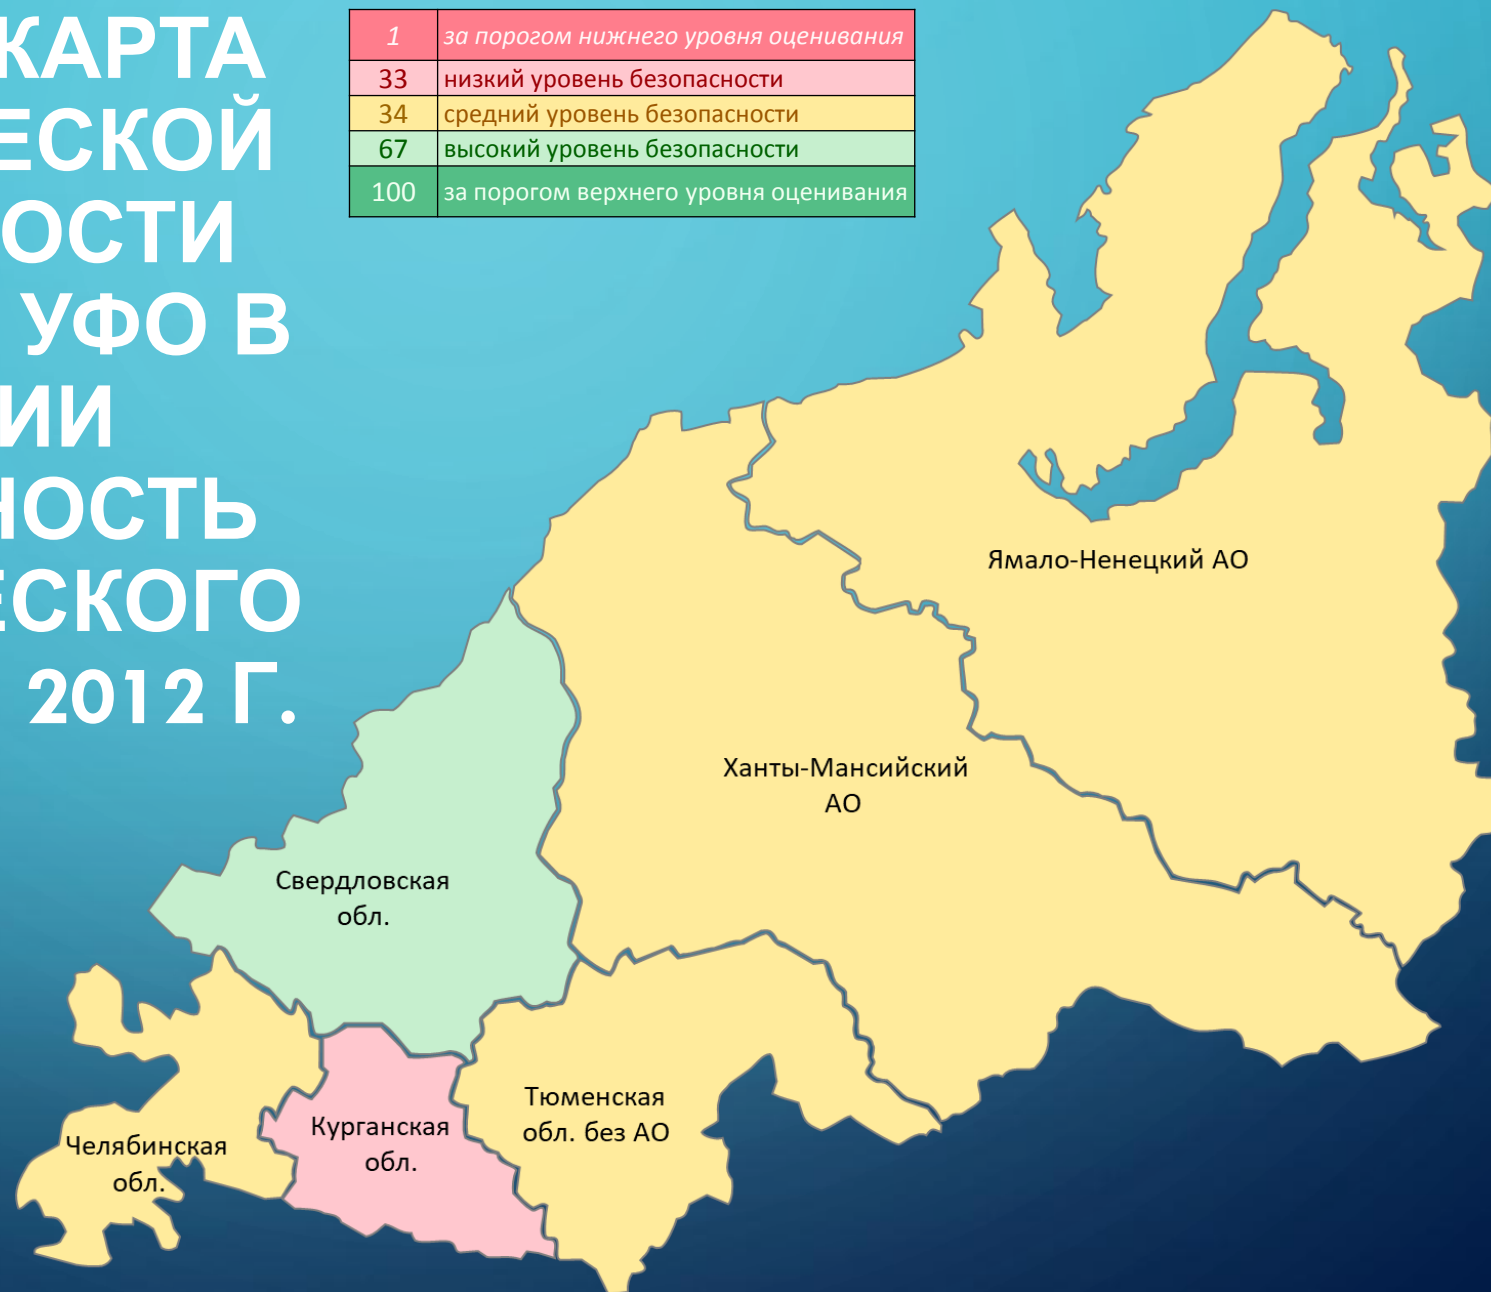 КАРТА
ЕСКОЙ
ОСТИ
УФО В
ИИ
НОСТЬ
ЕСКОГО
2012 Г.
1 за порогом нижнего уровня оценивания
33 низкий уровень безопасности
34 средний уровень безопасности
67 высокий уровень безопасности
100 за порогом верхнего уровня оценивания
Ямало-Ненецкий АО
Ханты-Мансийский
АО
Свердловская
обл.
Тюменская
обл. без АО
Курганская
обл.
Челябинская
обл.